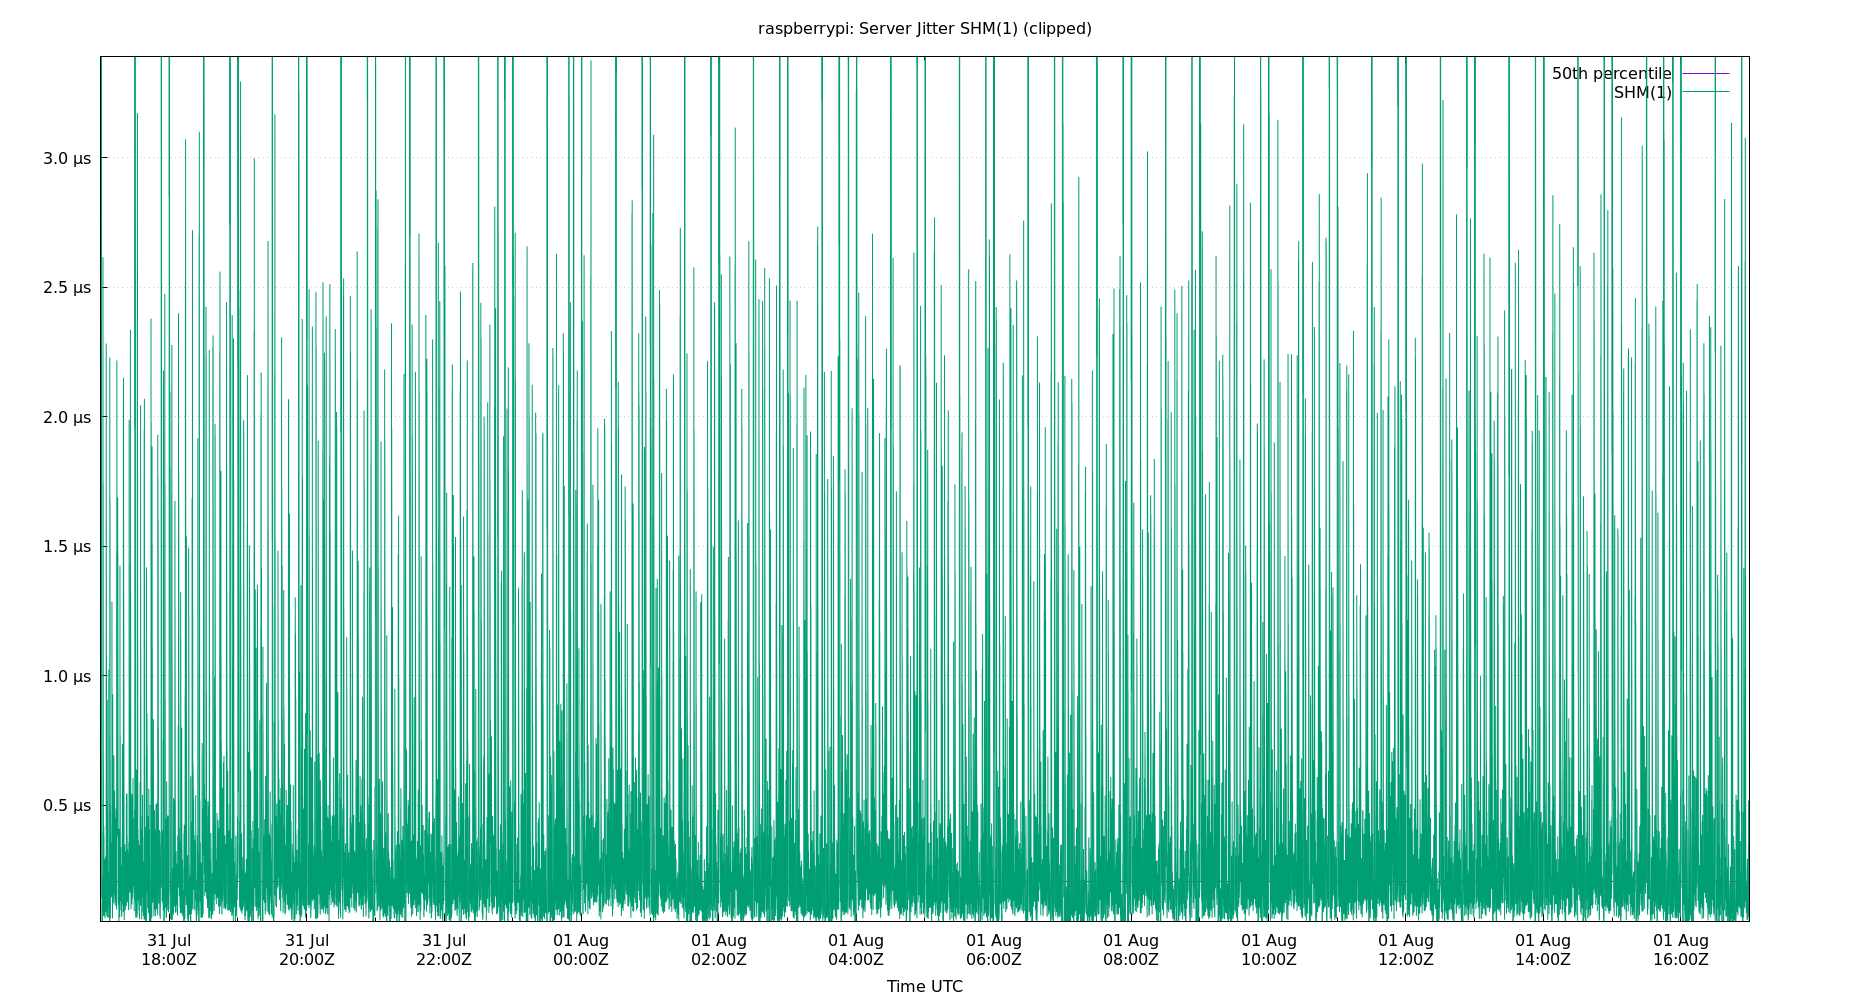 raspberrypi: Server Jitter SHM(1) (clipped)
50th percentile
SHM(1)
3.0 μs
2.5 μs
2.0 μs
1.5 μs
1.0 μs
0.5 μs
31 Jul 31 Jul 31 Jul 01 Aug 01 Aug 01 Aug 01 Aug 01 Aug 01 Aug 01 Aug 01 Aug 01 Aug
18:00Z 20:00Z 22:00Z 00:00Z 02:00Z 04:00Z 06:00Z 08:00Z 10:00Z 12:00Z 14:00Z 16:00Z
Time UTC